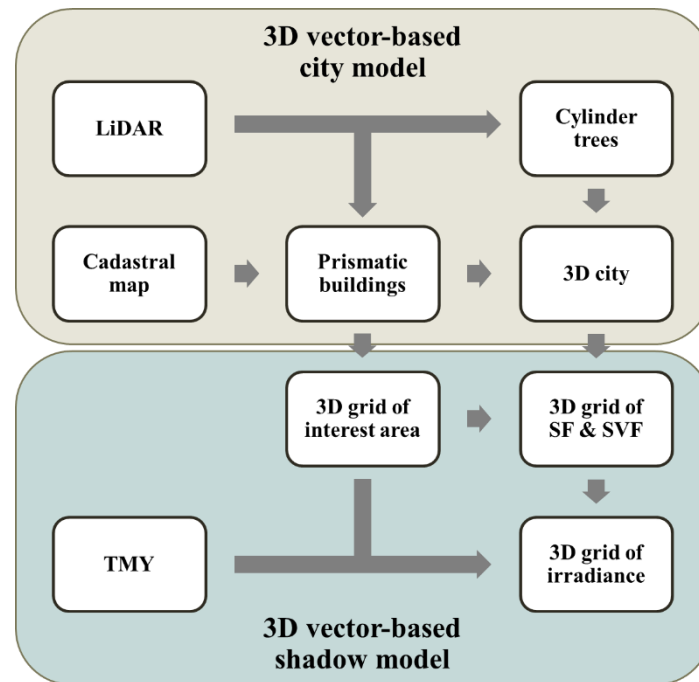 3D vector-based
city model
LiDAR
Cylinder
trees
Cadastral
map
Prismatic
buildings
3D city
3D grid of
interest area
3D grid of
SF & SVF
TMY
3D grid of
irradiance
3D vector-based
shadow model